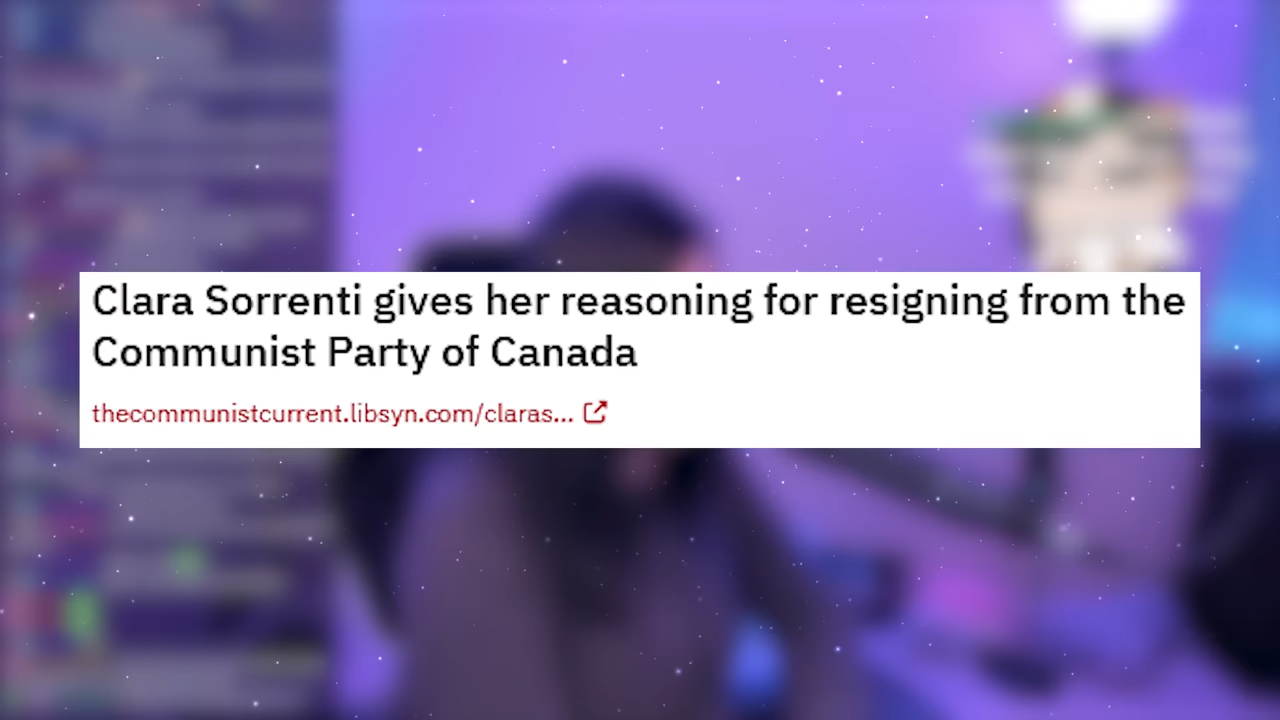 Clara Sorrenti gives her reasoning for resigning from the
Communist Party of Canada
thecommunistcurrent.libsyn.com/claras...